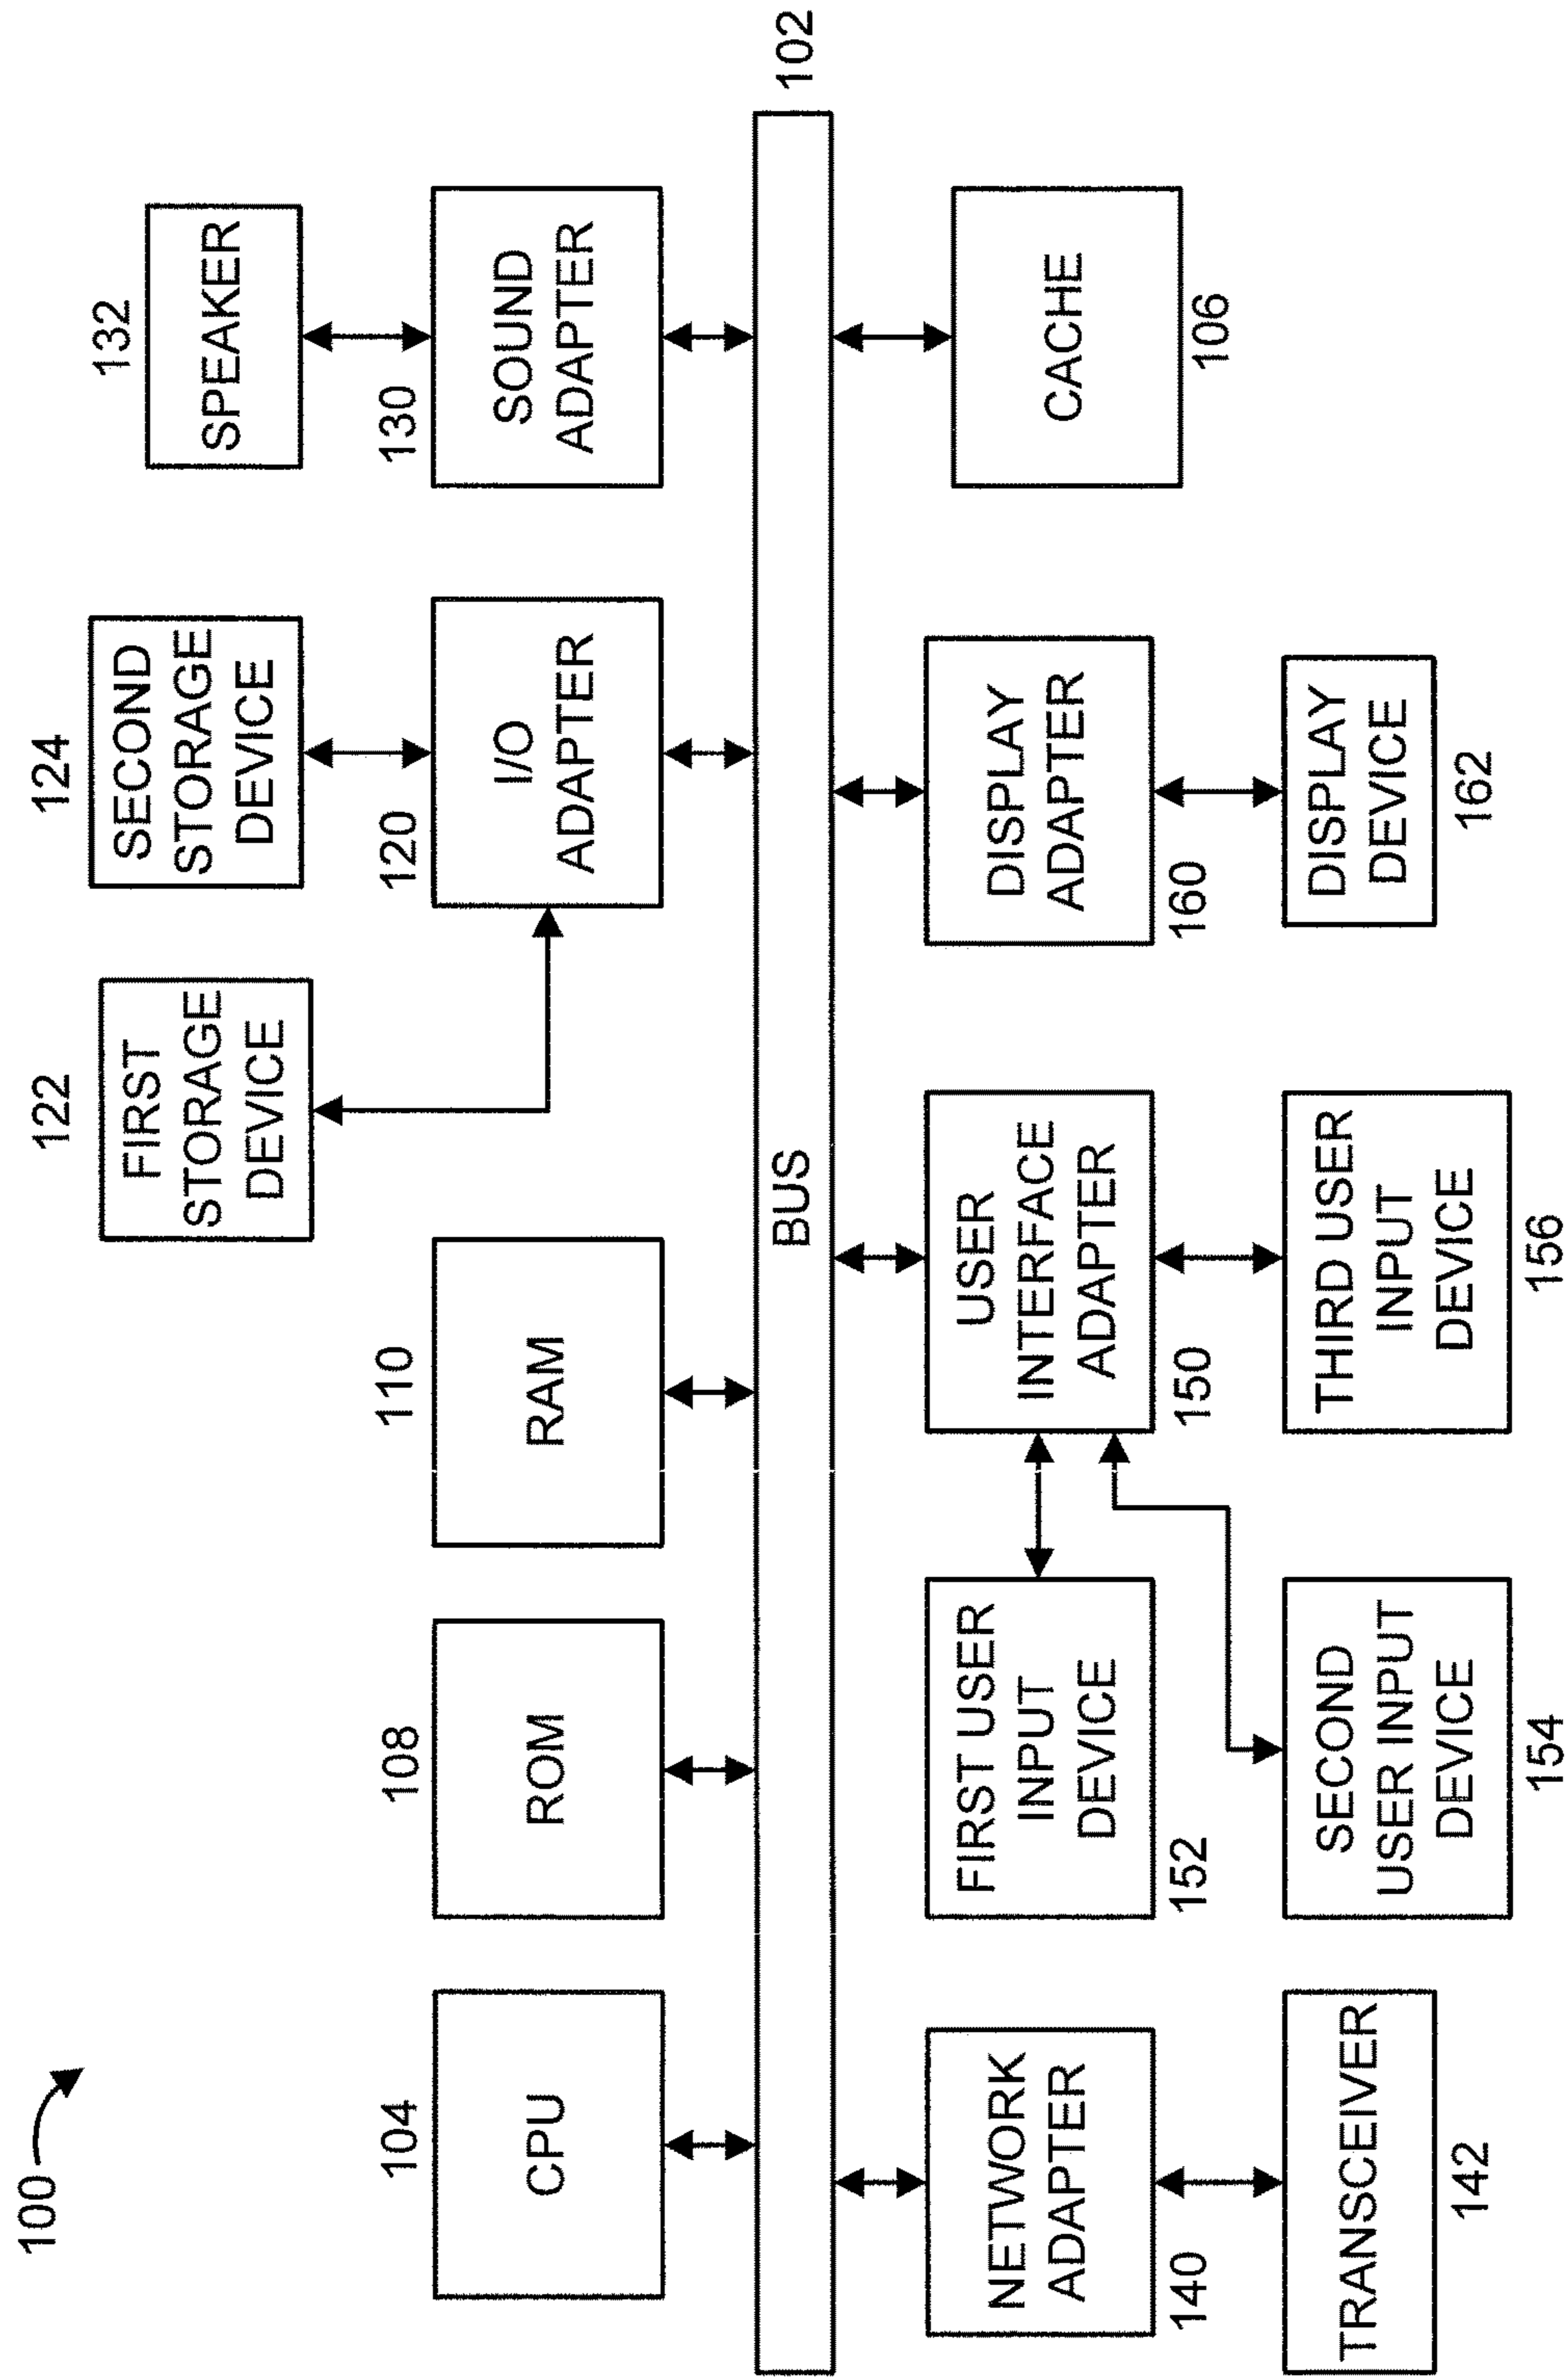 100
104
CPU
108
ROM
110
RAM
122
FIRST
STORAGE
DEVICE
124
SECOND
STORAGE
DEVICE
120
I/O
ADAPTER
132
SPEAKER
130
SOUND
ADAPTER
BUS
102
NETWORK
ADAPTER
140
TRANSCEIVER
142
FIRST USER
INPUT
DEVICE
152
SECOND
USER INPUT
DEVICE
154
USER
INTERFACE
ADAPTER
150
THIRD USER
INPUT
DEVICE
156
DISPLAY
ADAPTER
160
DISPLAY
DEVICE
162
CACHE
106